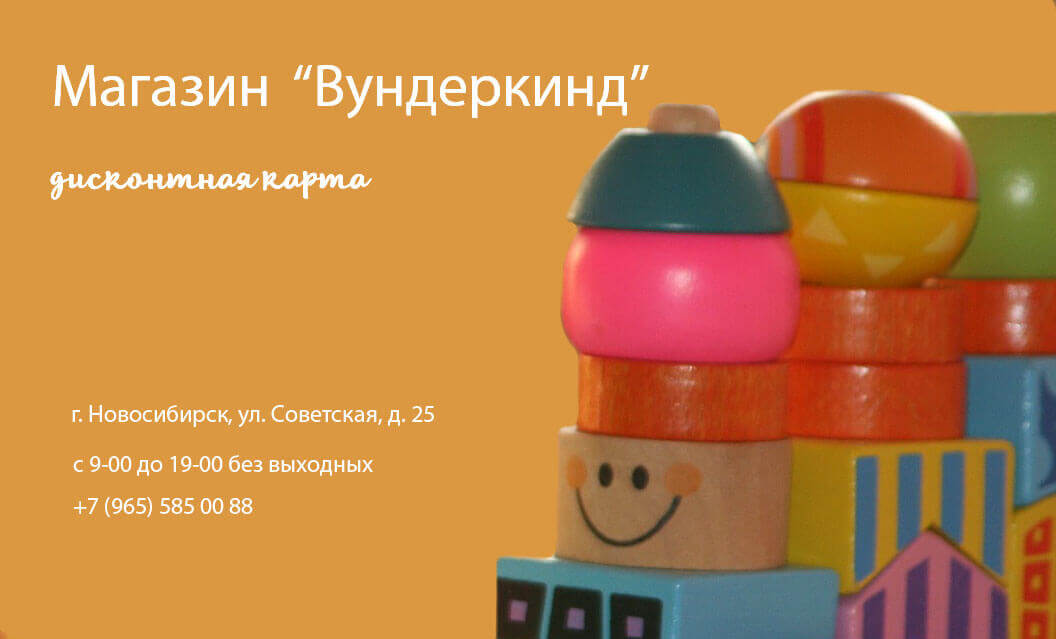 Магазин “Вундеркинд”
дисконтная карта
г. Новосибирск, ул. Советская, д. 25
с 9-00 до 19-00 без выходных
+7 (965) 585 00 88